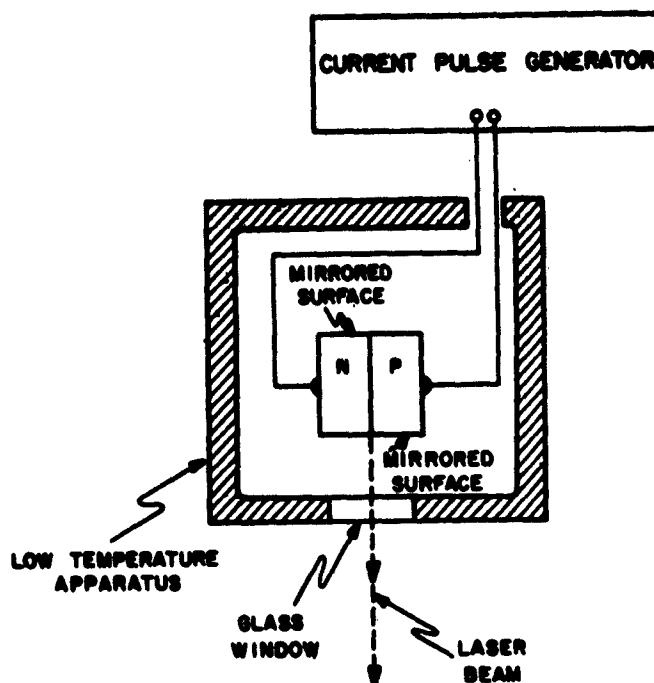 CURRENT PULSE GENERATOR
MIRRORED
SURFACE
N P
MIRRORED
SURFACE
LOW TEMPERATURE
APPARATUS
GLASS
WINDOW
LASER
BEAM